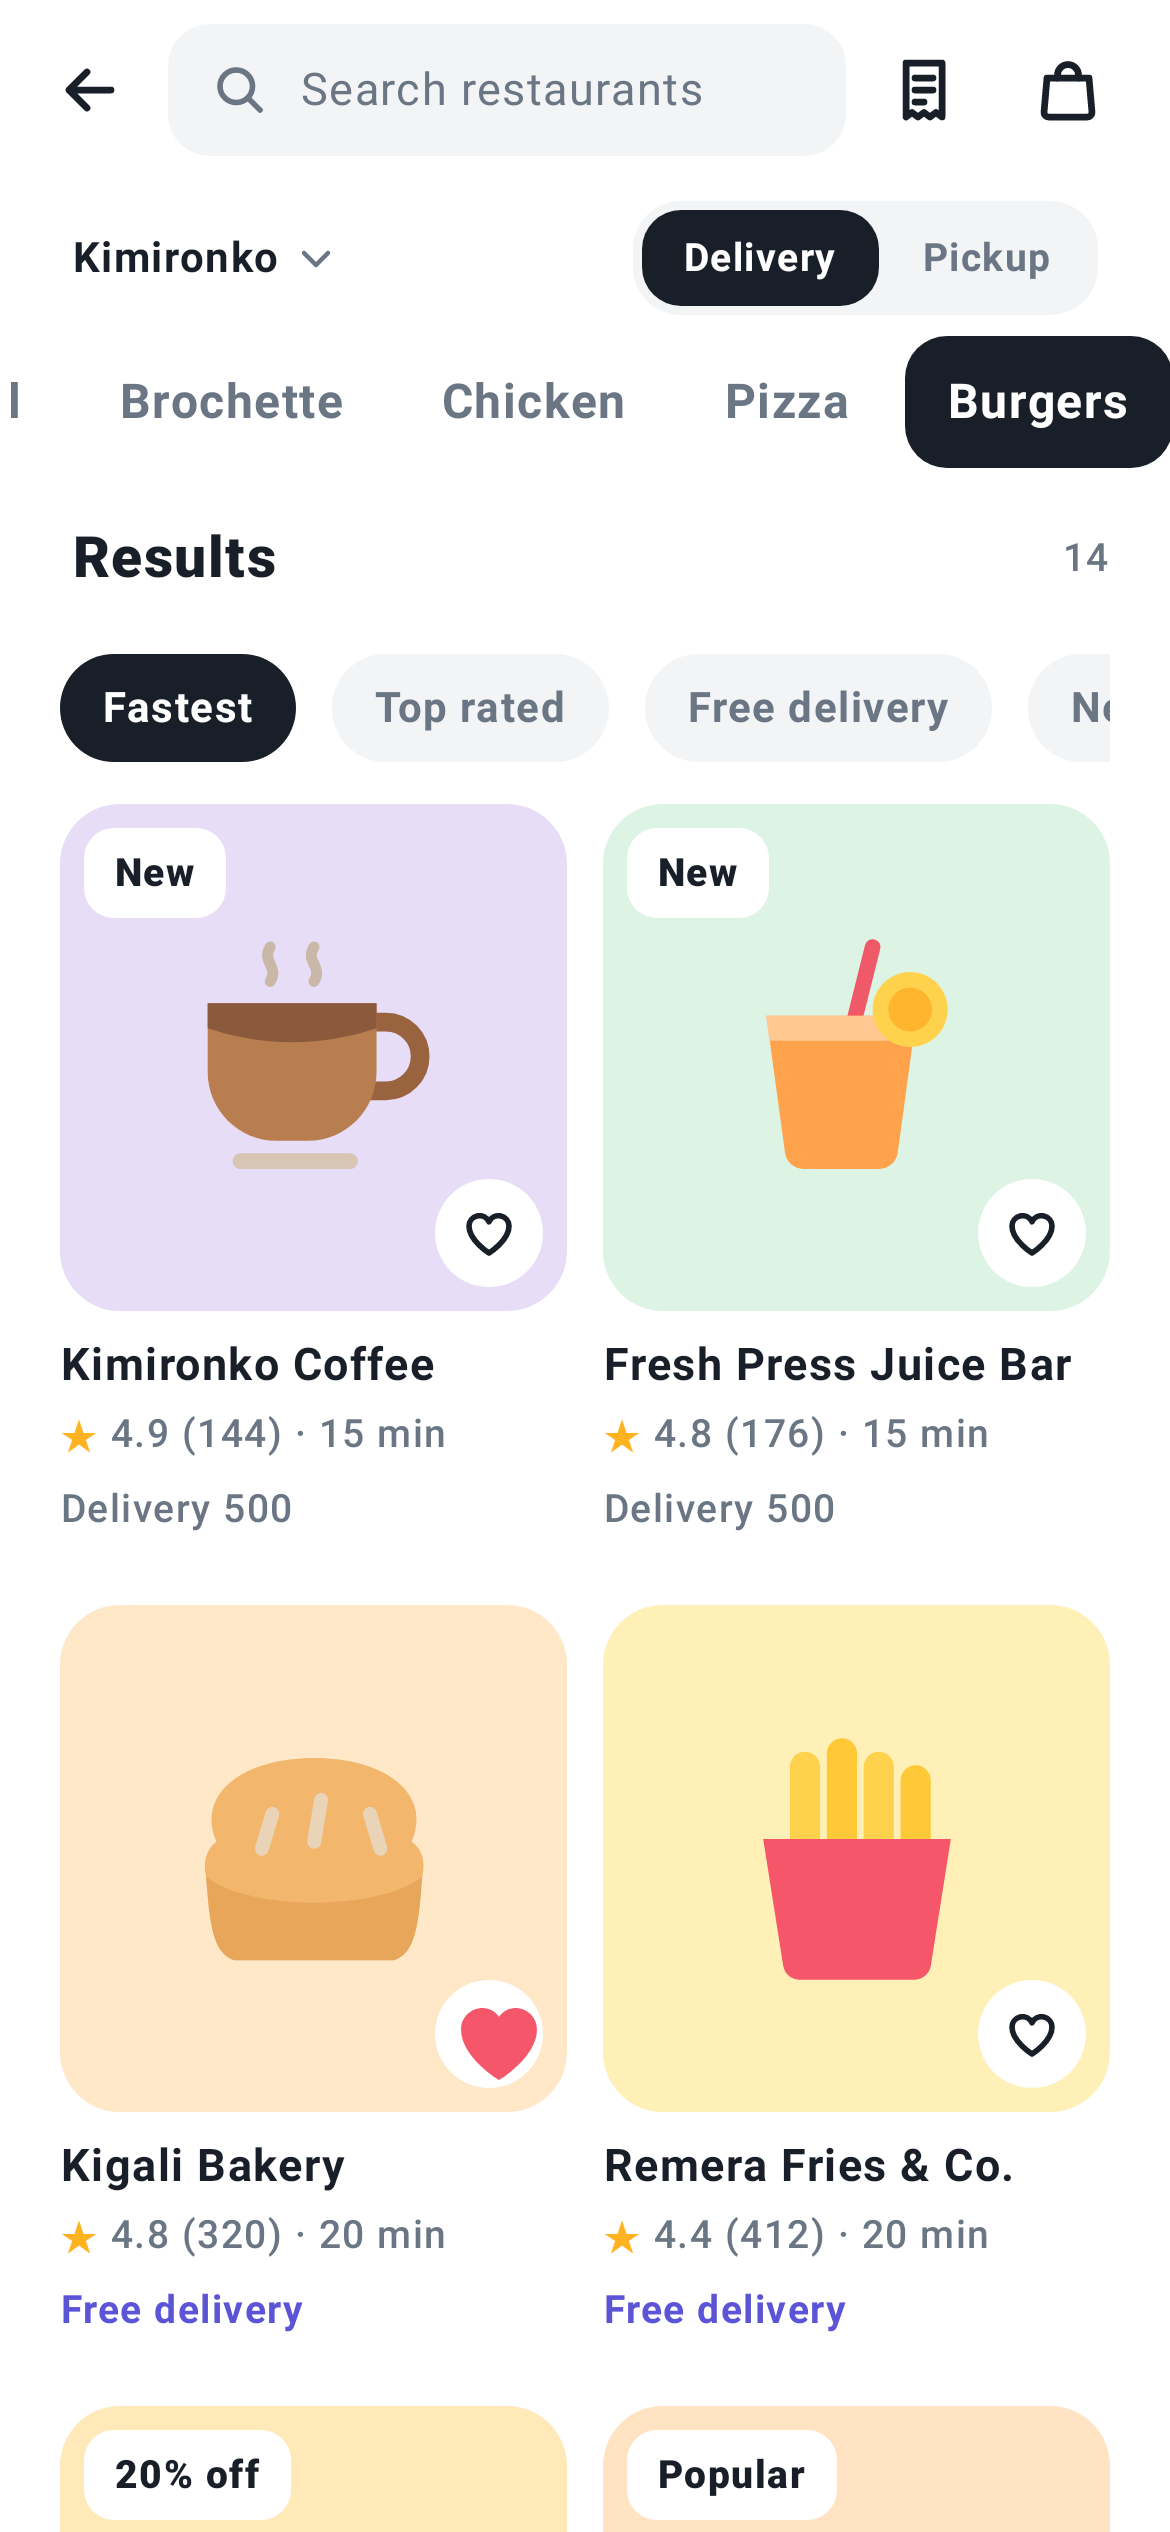 Search restaurants
Kimironko
Delivery Pickup
l Brochette Chicken Pizza Burgers
Results 14
Fastest Top rated Free delivery Ne
New New
Kimironko Coffee Fresh Press Juice Bar
★ 4.9 (144) · 15 min ★ 4.8 (176) · 15 min
Delivery 500 Delivery 500
Kigali Bakery Remera Fries & Co.
★ 4.8 (320) · 20 min ★ 4.4 (412) · 20 min
Free delivery Free delivery
20% off Popular